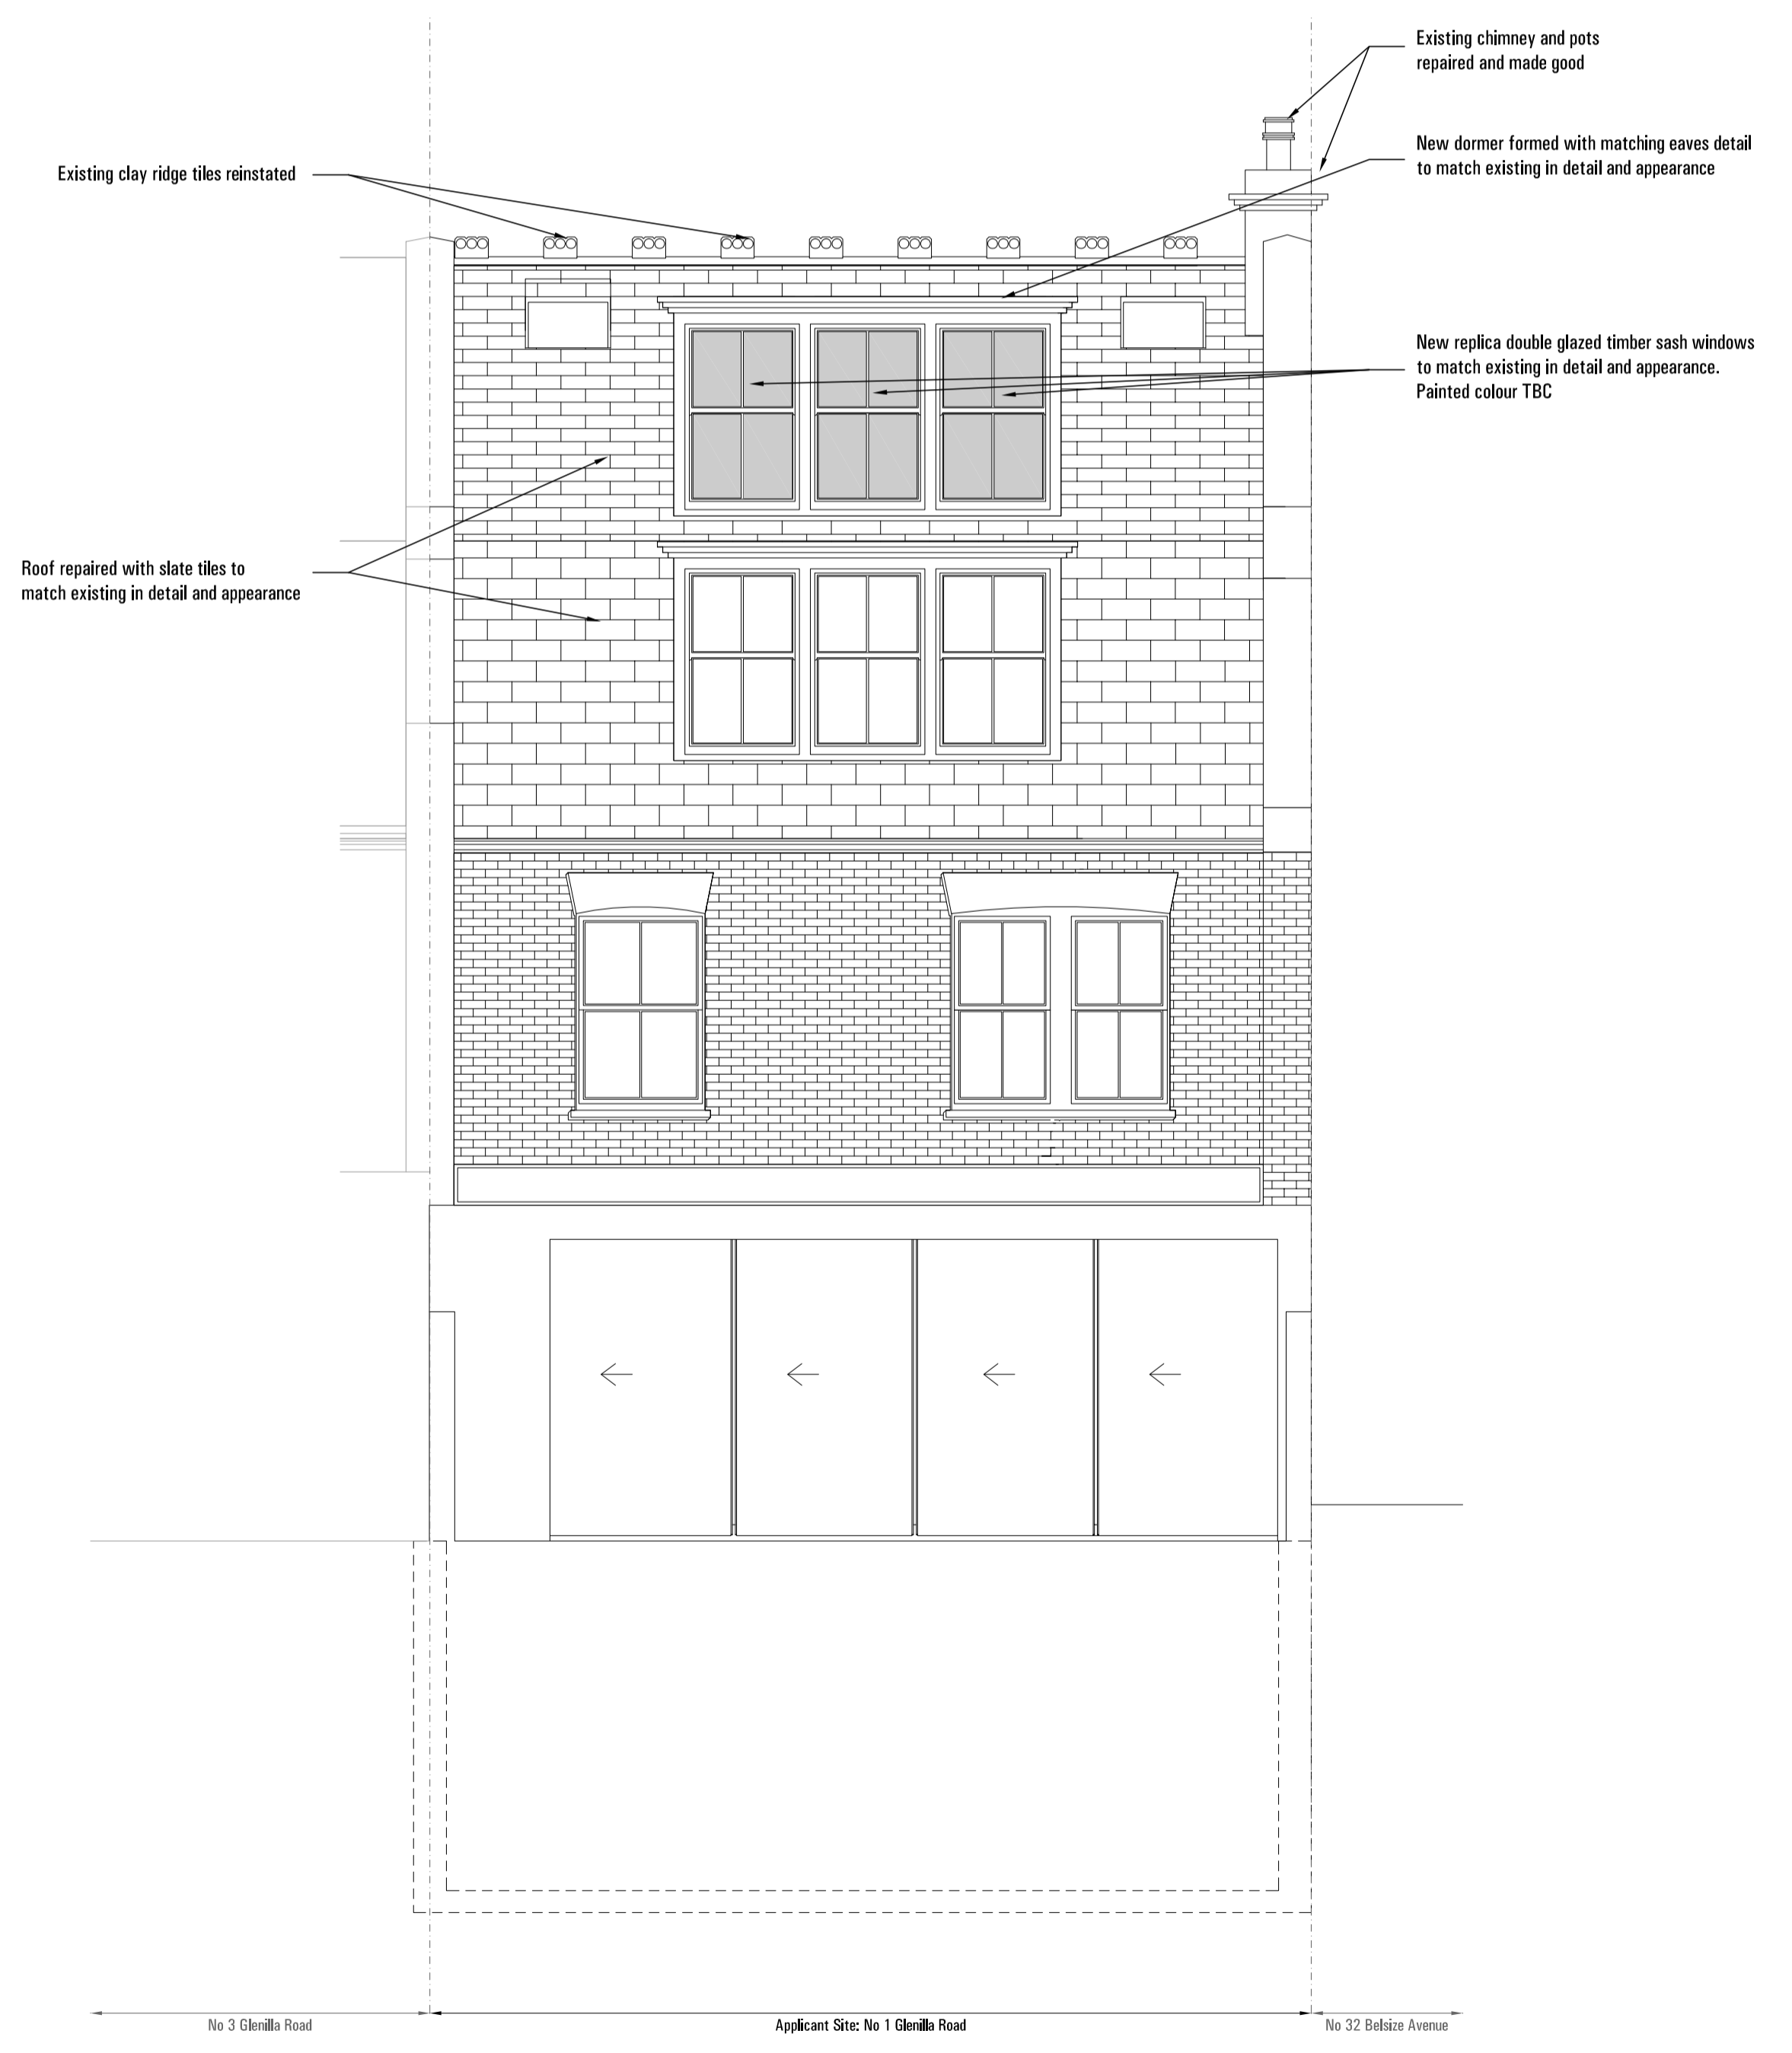 Existing chimney and pots
repaired and made good
New dormer formed with matching eaves detail
to match existing in detail and appearance
Existing clay ridge tiles reinstated
New replica double glazed timber sash windows
to match existing in detail and appearance.
Painted colour TBC
Roof repaired with slate tiles to
match existing in detail and appearance
No 3 Glenilla Road
Applicant Site: No 1 Glenilla Road
No 32 Belsize Avenue